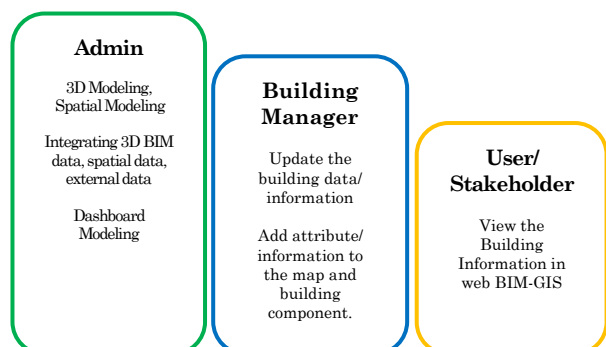 Admin
3D Modeling,
Spatial Modeling
Integrating 3D BIM
data, spatial data,
external data
Dashboard
Modeling
Building
Manager
Update the
building data/
information
Add attribute/
information to
the map and
building
component.
User/
Stakeholder
View the
Building
Information in
web BIM-GIS